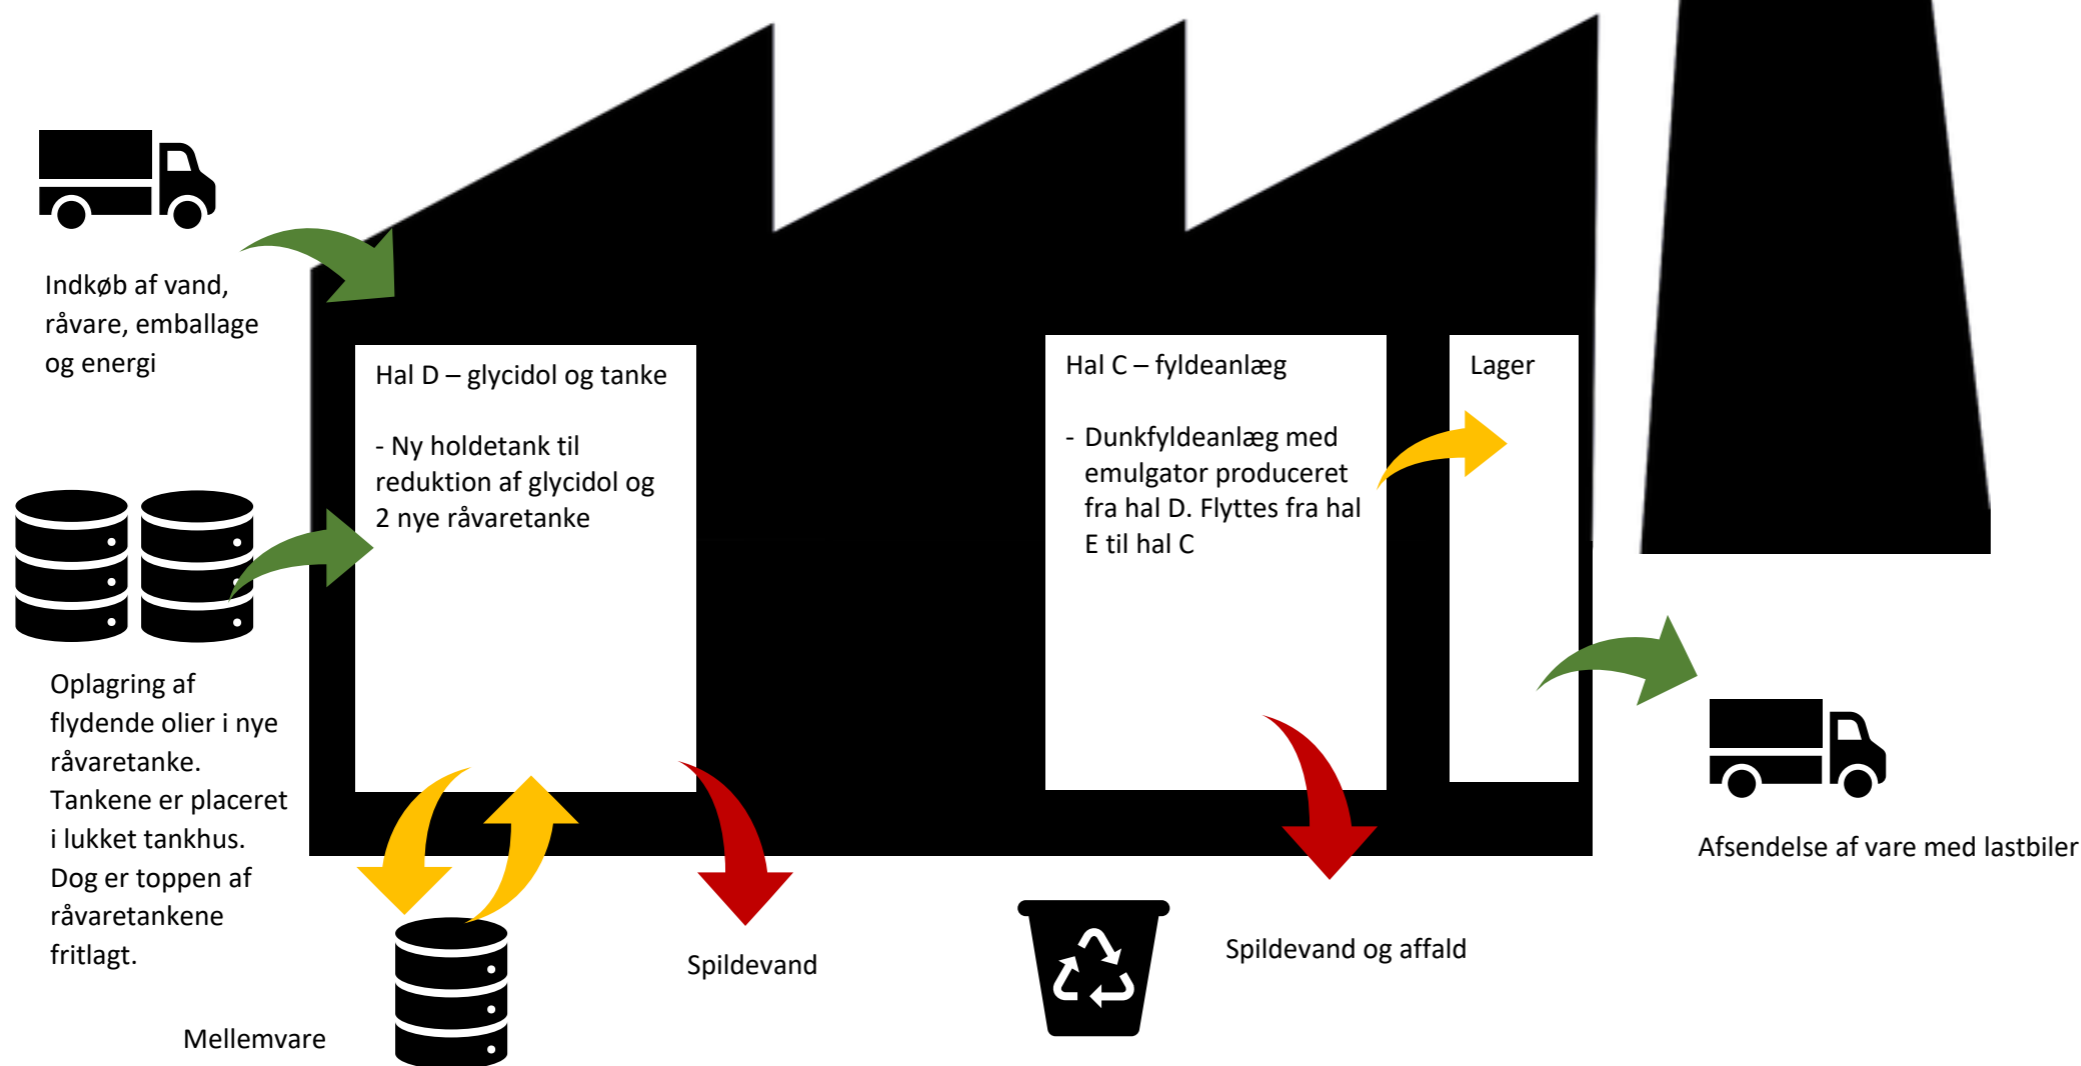 Indkøb af vand,
råvare, emballage
og energi
Oplagring af
flydende olier i nye
råvaretanke.
Tankene er placeret
i lukket tankhus.
Dog er toppen af
råvaretankene
fritlagt.
Hal D – glycidol og tanke
- Ny holdetank til
reduktion af glycidol og
2 nye råvaretanke
Mellemvare
Spildevand
Hal C – fyldeanlæg
- Dunkfyldeanlæg med
emulgator produceret
fra hal D. Flyttes fra hal
E til hal C
Spildevand og affald
Lager
Afsendelse af vare med lastbiler